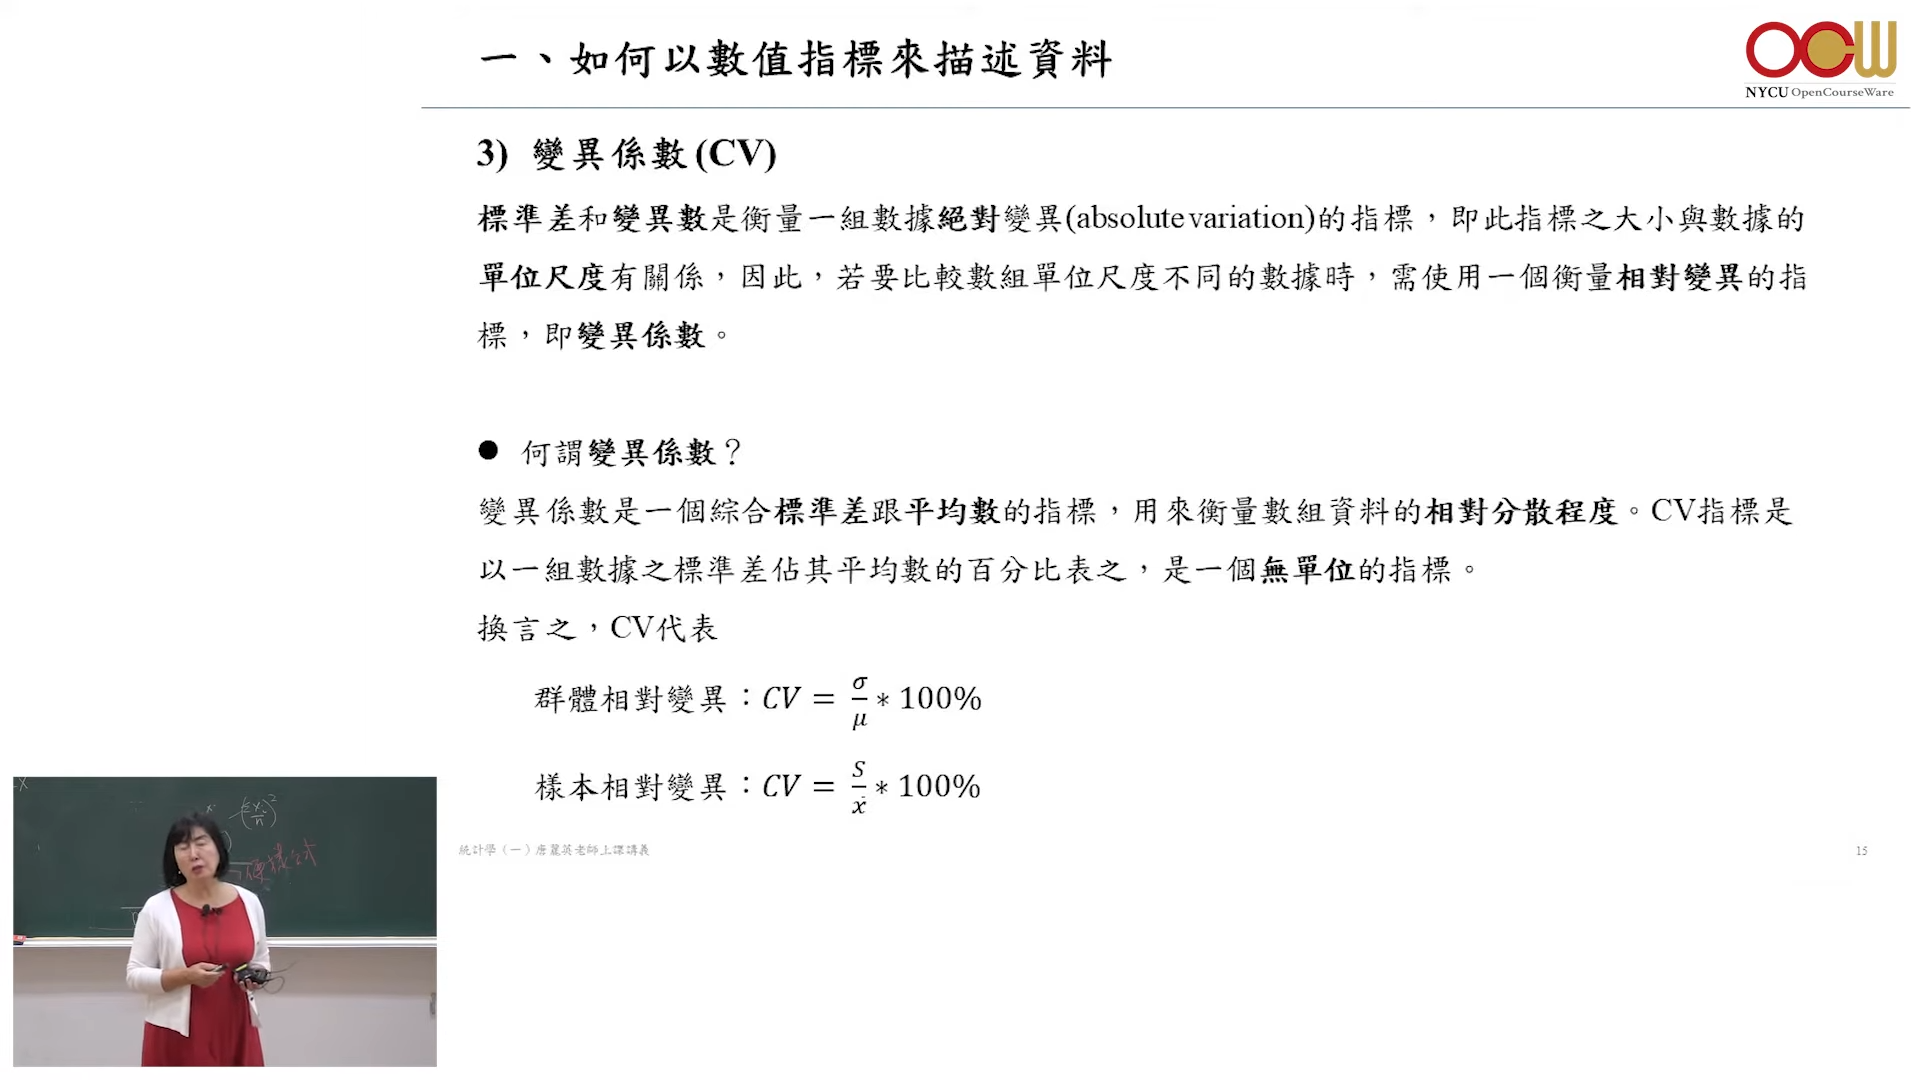 一、如何以數值指標來描述資料
OCW
NYCU OpenCourseWare
3) 變異係數(CV)
標準差和變異數是衡量一組數據絕對變異(absolute variation)的指標，即此指標之大小與數據的
單位尺度有關係，因此，若要比較數組單位尺度不同的數據時，需使用一個衡量相對變異的指
標，即變異係數。
● 何謂變異係數？
變異係數是一個綜合標準差跟平均數的指標，用來衡量數組資料的相對分散程度。CV指標是
以一組數據之標準差佔其平均數的百分比表之，是一個無單位的指標。
換言之，CV代表
群體相對變異：CV = σ/μ * 100%
樣本相對變異：CV = S/x̄ * 100%
統計學（一）唐麗英老師上課講義
15